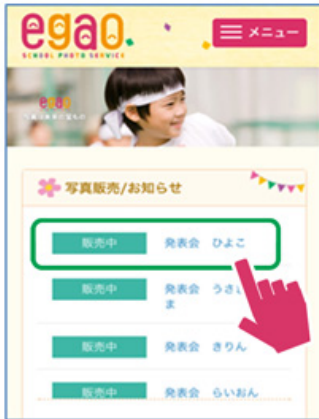 egao.
SCHOOL PHOTO SERVICE
メニュー
egao
写真販売/お知らせ
販売中 発表会 ひよこ
販売中 発表会 うさ
ま
販売中 発表会 きりん
販売中 発表会 らいおん